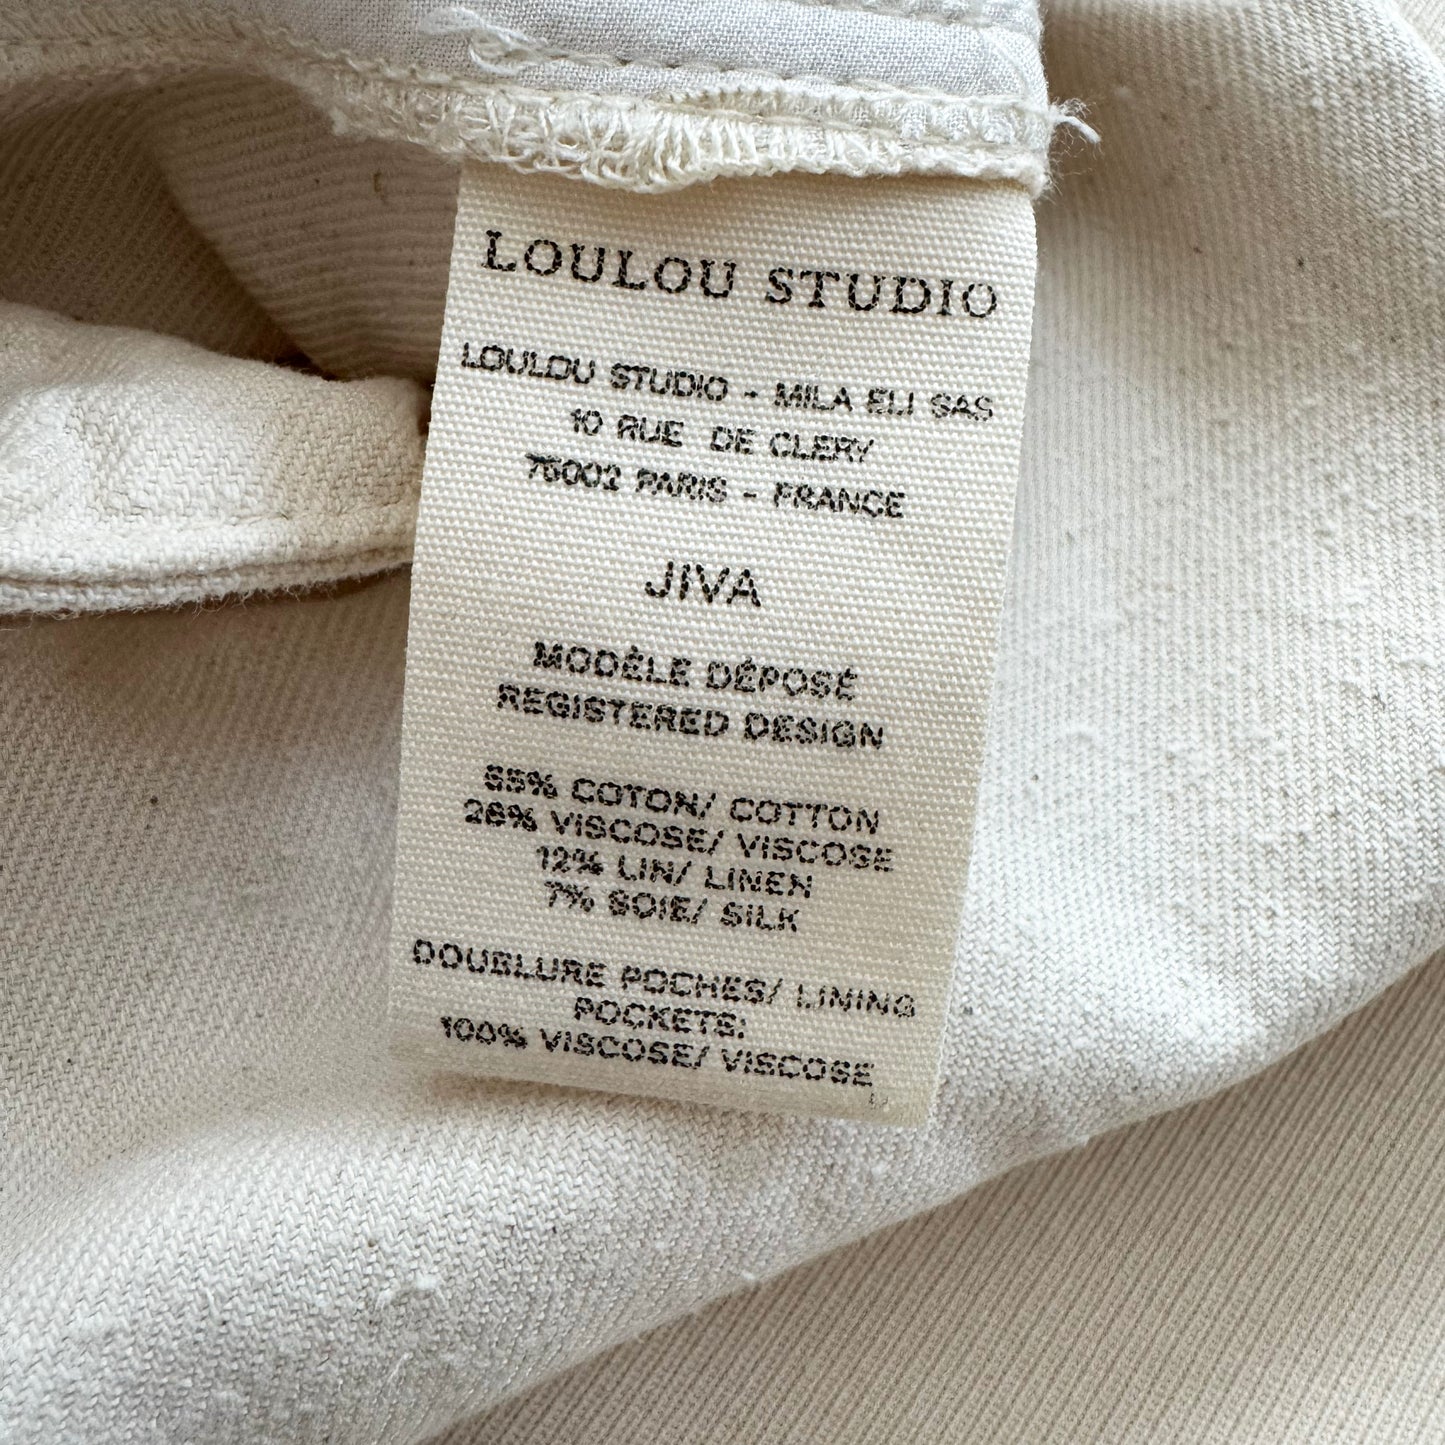 LOULOU STUDIO
LOULOU STUDIO - MILA ELI SAS
10 RUE DE CLERY
75002 PARIS - FRANCE
JIVA
MODÈLE DÉPOSÉ
REGISTERED DESIGN
55% COTON/ COTTON
26% VISCOSE/ VISCOSE
12% LIN/ LINEN
7% SOIE/ SILK
DOUBLURE POCHES/ LINING
POCKETS:
100% VISCOSE/ VISCOSE